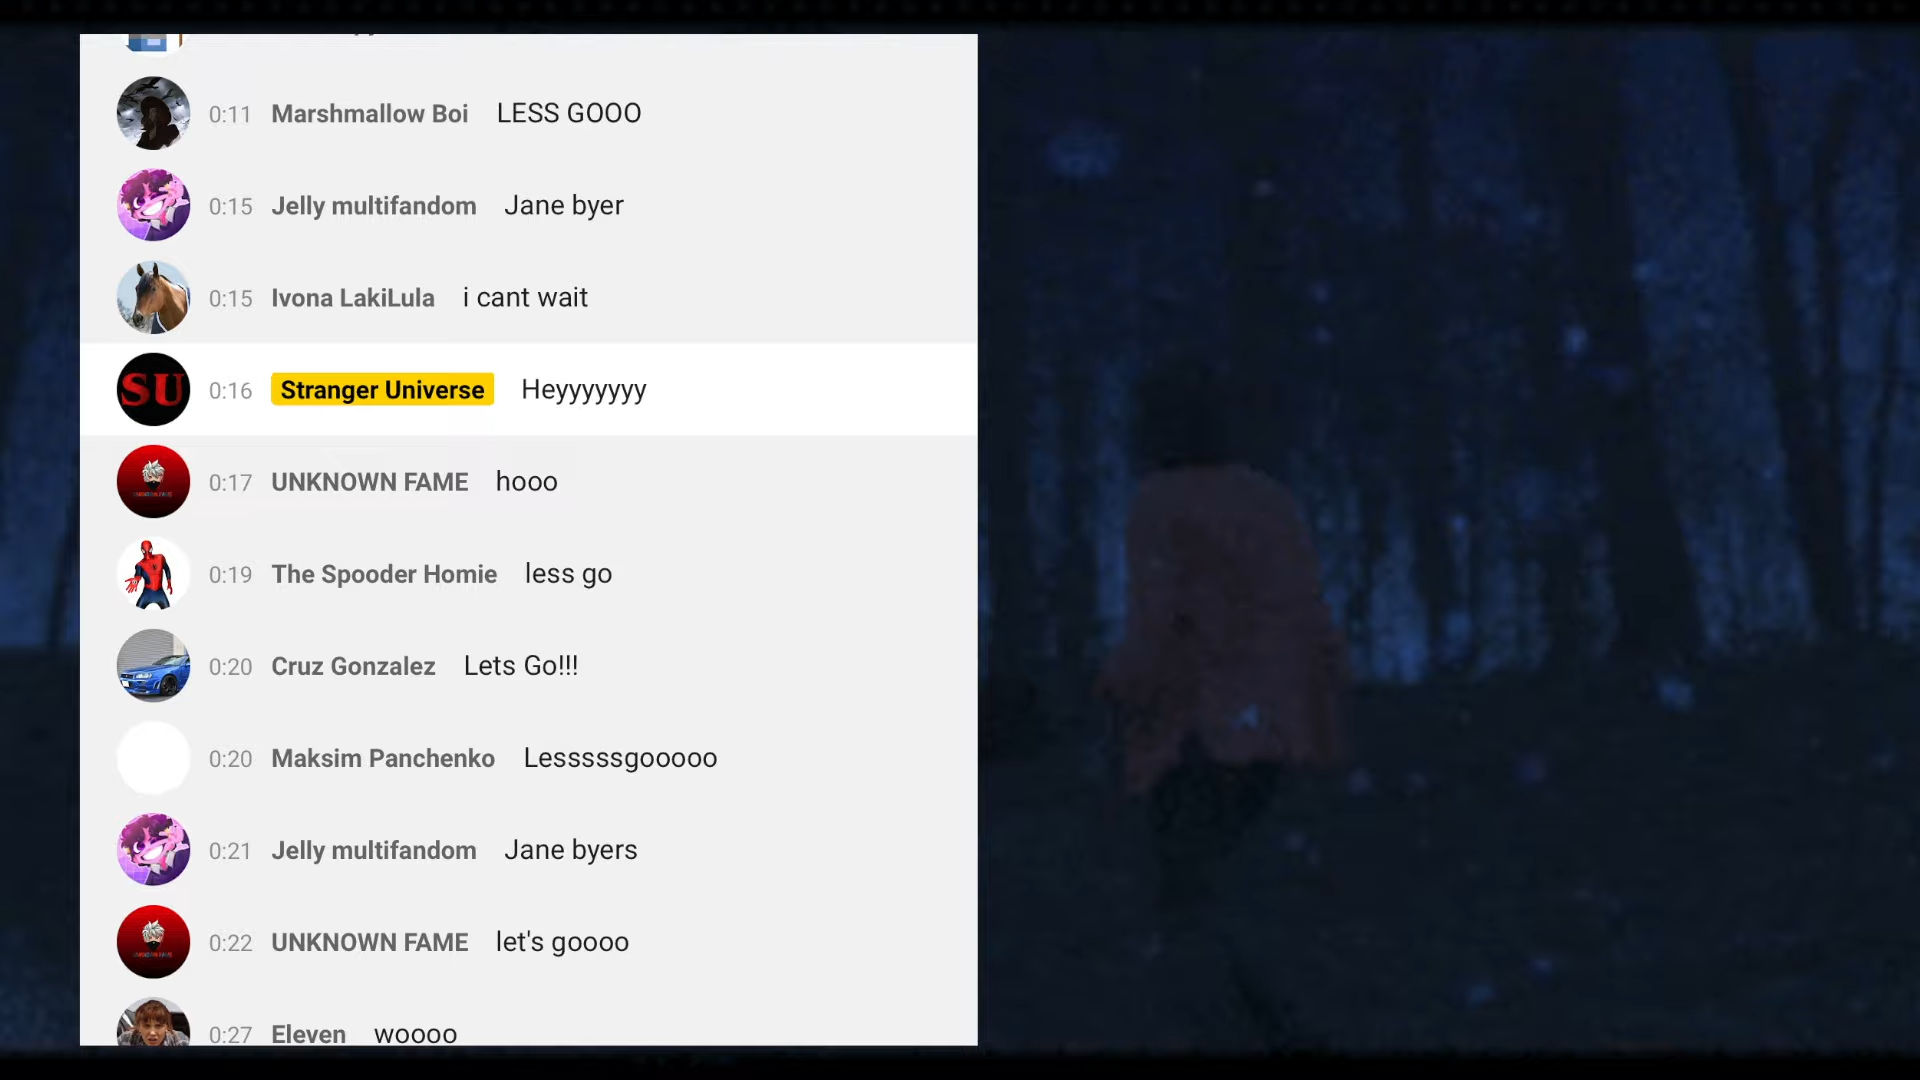 0:11 Marshmallow Boi LESS GOOO
0:15 Jelly multifandom Jane byer
0:15 Ivona LakiLula i cant wait
SU 0:16 Stranger Universe Heyyyyyyy
0:17 UNKNOWN FAME hooo
0:19 The Spooder Homie less go
0:20 Cruz Gonzalez Lets Go!!!
0:20 Maksim Panchenko Lesssssgooooo
0:21 Jelly multifandom Jane byers
0:22 UNKNOWN FAME let's goooo
0:27 Eleven woooo